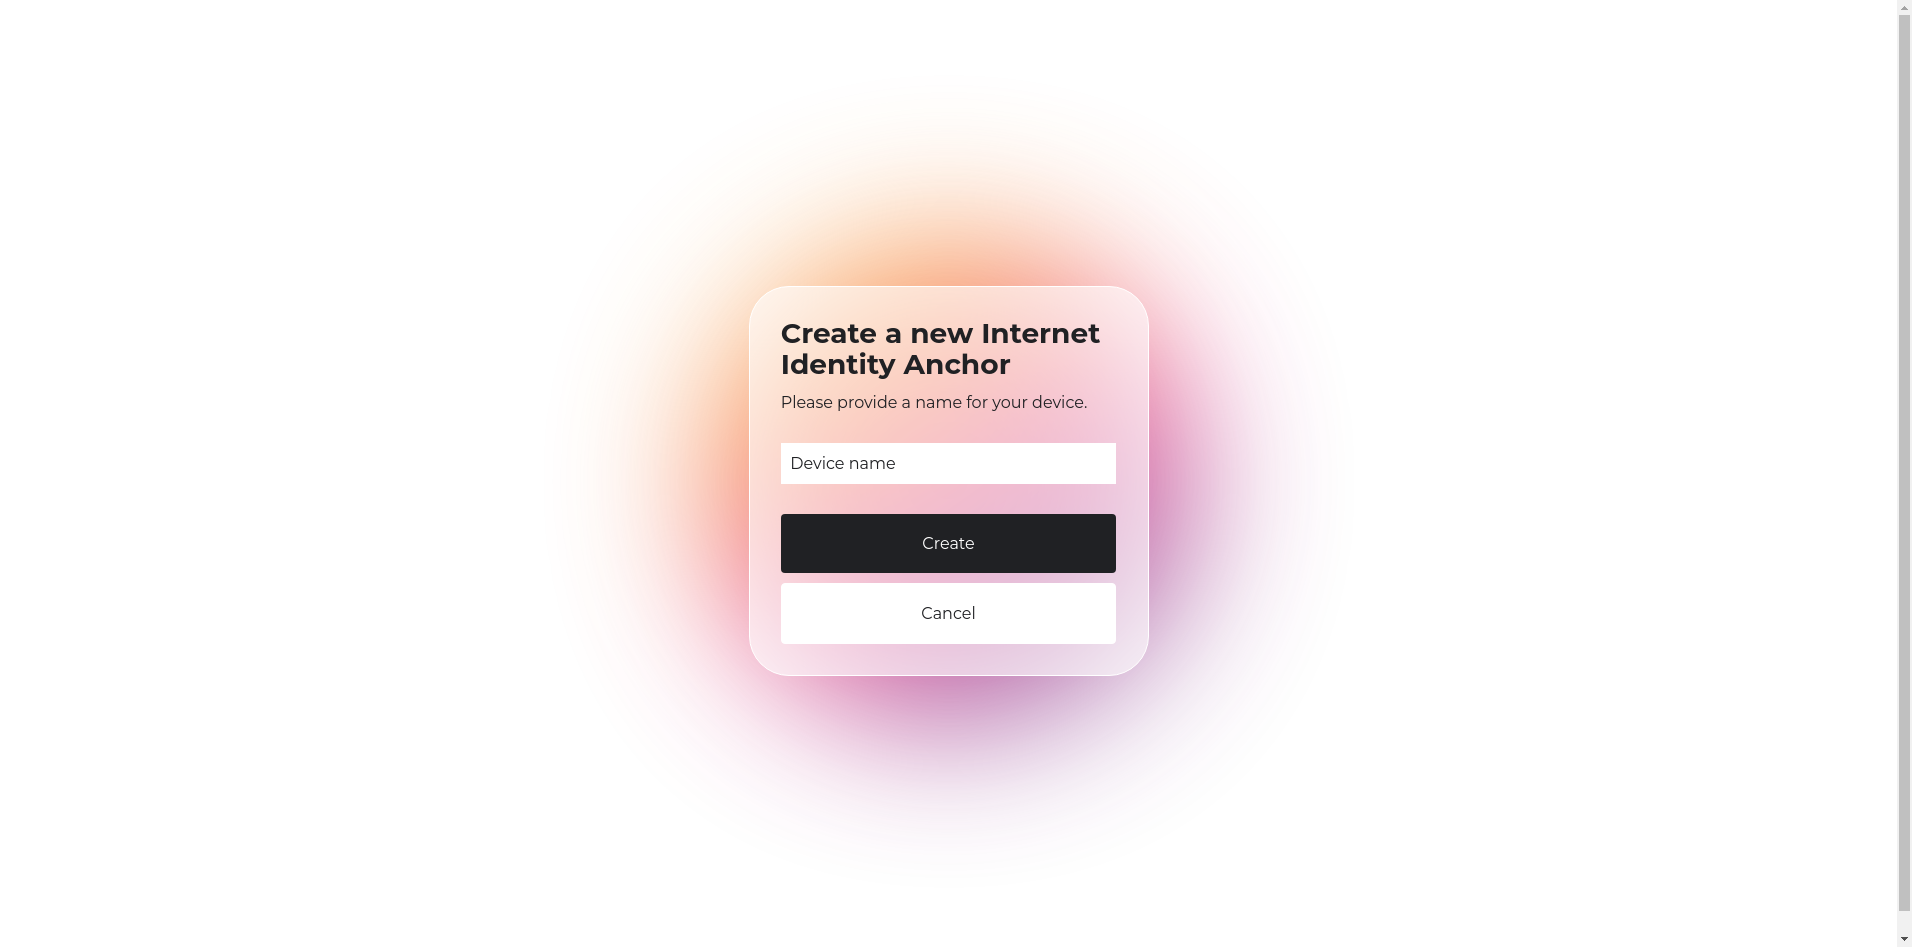 Create a new Internet
Identity Anchor
Please provide a name for your device.
Device name
Create
Cancel